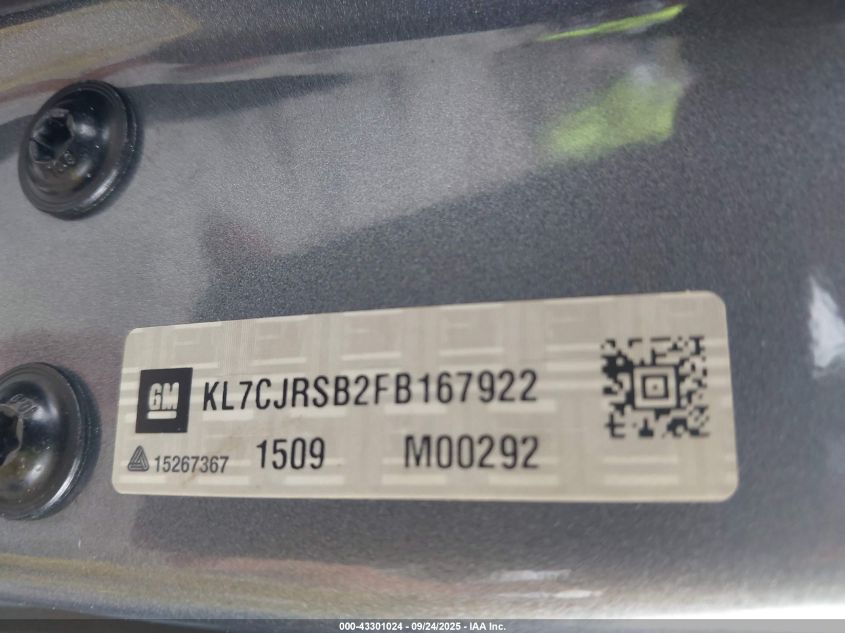 GM KL7CJRSB2FB167922
15267367 1509 M00292
000-43301024 - 09/24/2025 - IAA Inc.